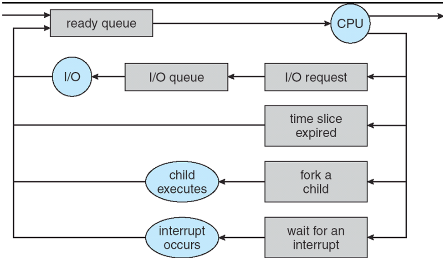 ready queue
CPU
I/O
I/O queue
I/O request
time slice
expired
child
executes
fork a
child
interrupt
occurs
wait for an
interrupt